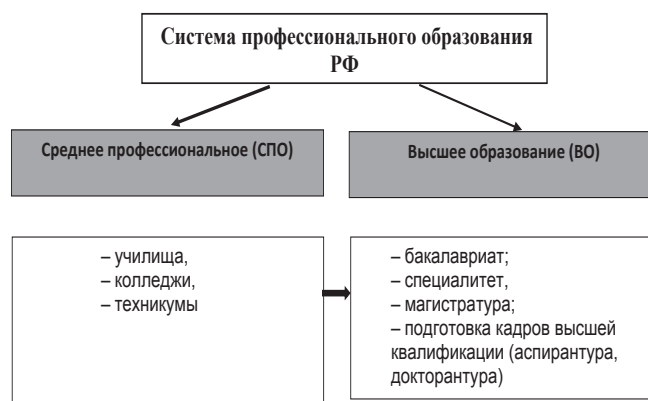 Система профессионального образования
РФ
Среднее профессиональное (СПО)
Высшее образование (ВО)
– училища,
– колледжи,
– техникумы
– бакалавриат;
– специалитет,
– магистратура;
– подготовка кадров высшей
квалификации (аспирантура,
докторантура)